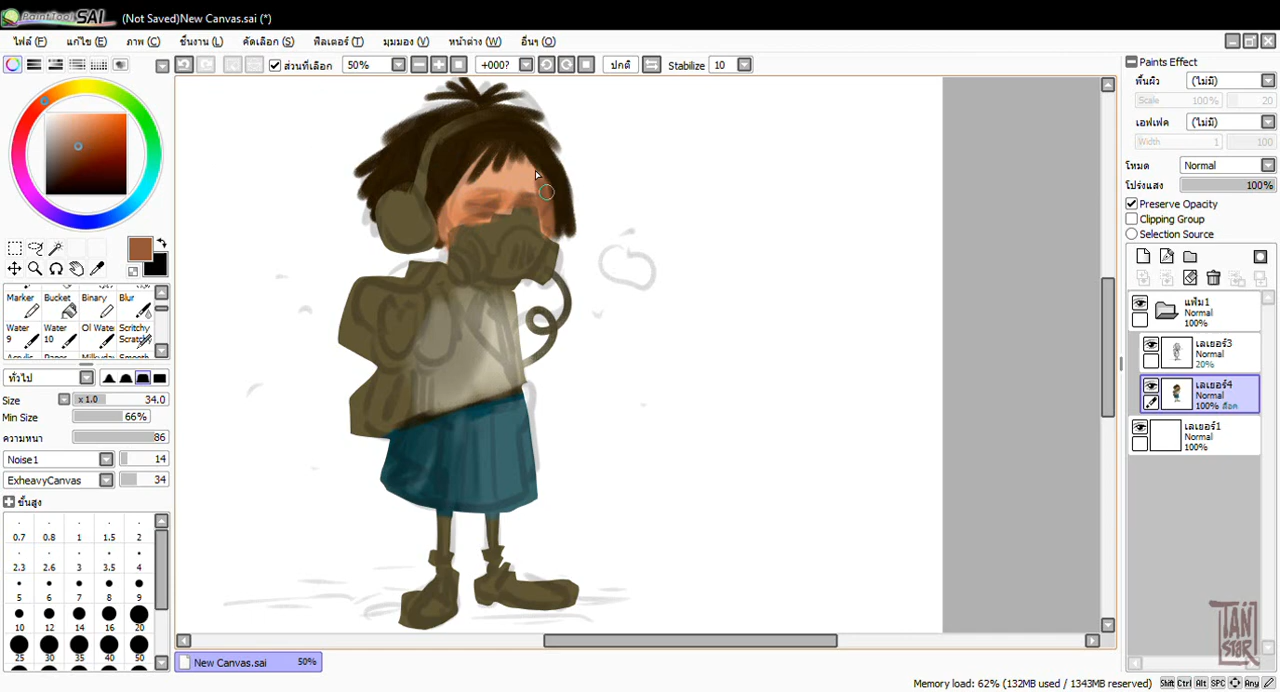 PaintTool SAI (Not Saved)New Canvas.sai (*)
ไฟล์ (F) แก้ไข (E) ภาพ (C) ชั้นงาน (L) คัดเลือก (S) ฟิลเตอร์ (T) มุมมอง (V) หน้าต่าง (W) อื่นๆ (O)
ส่วนที่เลือก 50% +000? ปกติ Stabilize 10
Paints Effect
พื้นผิว (ไม่มี)
Scale 100% 20
เอฟเฟค (ไม่มี)
Width 1 100
โหมด Normal
โปร่งแสง 100%
Preserve Opacity
Clipping Group
Selection Source
แฟ้ม1
Normal
100%
เลเยอร์3
Normal
20%
เลเยอร์4
Normal
100% ล๊อค
เลเยอร์1
Normal
100%
Marker Bucket Binary Blur
Water 9 Water 10 Ol Wate Scritchy Scratch
ทั่วไป
Size x 1.0 34.0
Min Size 66%
ความหนา 86
Noise1 14
ExheavyCanvas 34
ขั้นสูง
0.7 0.8 1 1.5 2
2.3 2.6 3 3.5 4
5 6 7 8 9
10 12 14 16 20
25 30 35 40 50
New Canvas.sai 50%
TAN STAR
Memory load: 62% (132MB used / 1343MB reserved) Shift Ctrl Alt SPC Any